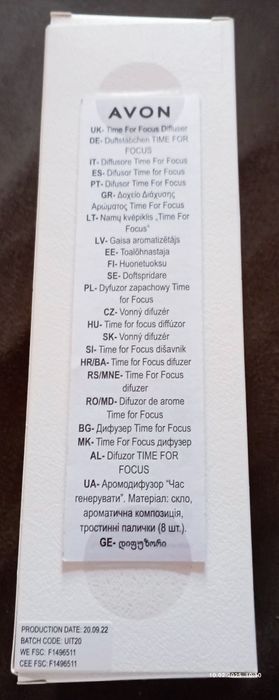 AVON
UK- Time For Focus Diffuser
DE- Duftstäbchen TIME FOR
FOCUS
IT- Diffusore Time For Focus
ES- Difusor Time for Focus
PT- Difusor Time For Focus
GR- Δοχείο Διάχυσης
Αρώματος Time For Focus
LT- Namų kvėpiklis „Time For
Focus“
LV- Gaisa aromatizētājs
EE- Toalõhnastaja
FI- Huonetuoksu
SE- Doftspridare
PL- Dyfuzor zapachowy Time
for Focus
CZ- Vonný difuzér
HU- Time for focus diffúzor
SK- Vonný difuzér
SI- Time for Focus dišavnik
HR/BA- Time for Focus difuzer
RS/MNE- Time For Focus
difuzer
RO/MD- Difuzor de arome
Time for Focus
BG- Дифузер Time for Focus
MK- Time For Focus дифузер
AL- Difuzor TIME FOR
FOCUS
UA- Аромодифузор “Час
генерувати”. Матеріал: скло,
ароматична композиція,
тростинні палички (8 шт.).
GE- დიფუზორი
PRODUCTION DATE: 20.09.22
BATCH CODE: UIT20
WE FSC: F1496511
CEE FSC: F1496511